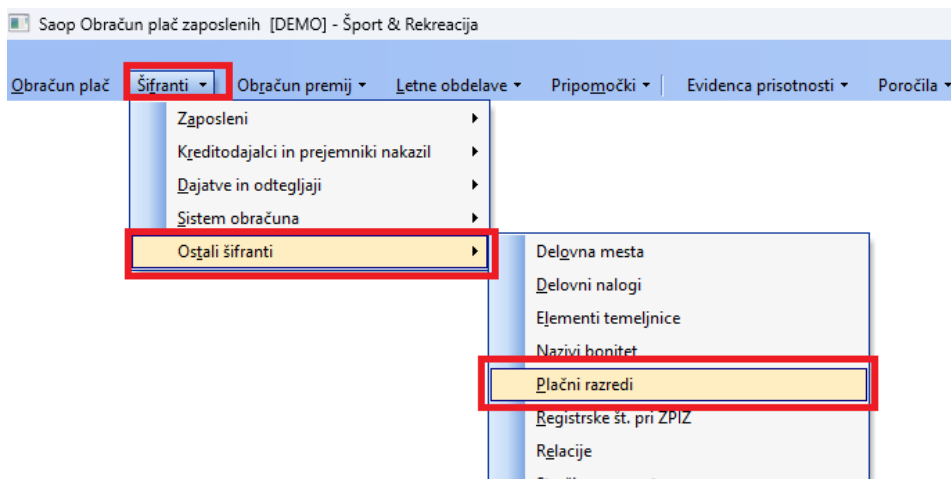 Saop Obračun plač zaposlenih [DEMO] - Šport & Rekreacija
Obračun plač Šifranti Obračun premij Letne obdelave Pripomočki Evidenca prisotnosti Poročila
Zaposleni
Kreditodajalci in prejemniki nakazil
Dajatve in odtegljaji
Sistem obračuna
Ostali šifranti
Delovna mesta
Delovni nalogi
Elementi temeljnice
Nazivi bonitet
Plačni razredi
Registrske št. pri ZPIZ
Relacije